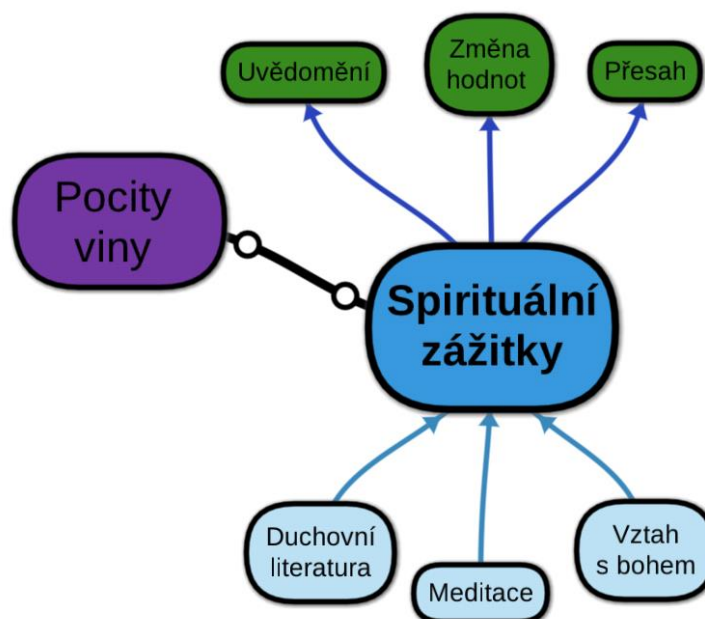 Uvědomění
Změna
hodnot
Přesah
Pocity
viny
Spirituální
zážitky
Duchovní
literatura
Meditace
Vztah
s bohem